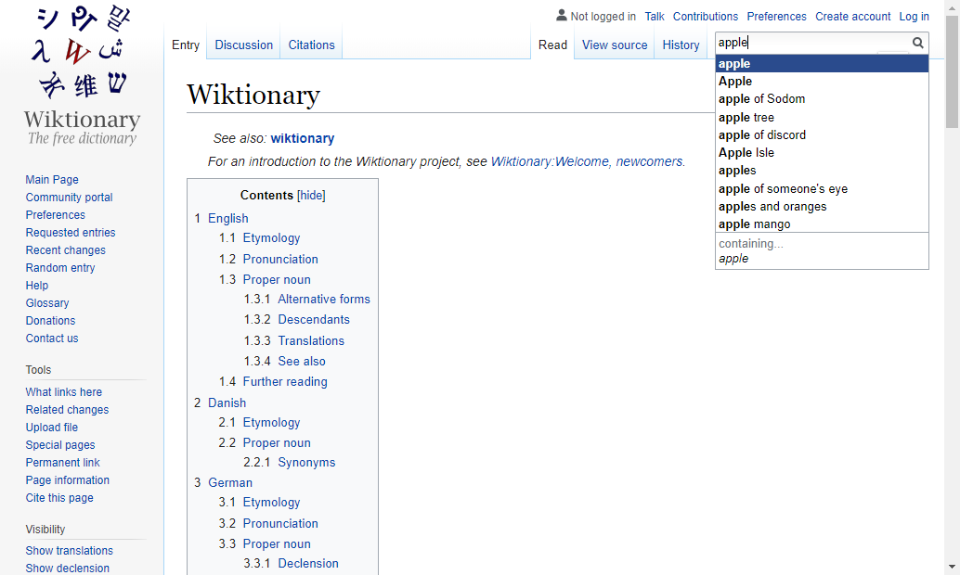 Not logged in Talk Contributions Preferences Create account Log in
Entry Discussion Citations Read View source History apple
Wiktionary
The free dictionary
Main Page
Community portal
Preferences
Requested entries
Recent changes
Random entry
Help
Glossary
Donations
Contact us
Tools
What links here
Related changes
Upload file
Special pages
Permanent link
Page information
Cite this page
Visibility
Show translations
Show declension
Wiktionary
See also: wiktionary
For an introduction to the Wiktionary project, see Wiktionary:Welcome, newcomers.
Contents [hide]
1 English
1.1 Etymology
1.2 Pronunciation
1.3 Proper noun
1.3.1 Alternative forms
1.3.2 Descendants
1.3.3 Translations
1.3.4 See also
1.4 Further reading
2 Danish
2.1 Etymology
2.2 Proper noun
2.2.1 Synonyms
3 German
3.1 Etymology
3.2 Pronunciation
3.3 Proper noun
3.3.1 Declension
apple
Apple
apple of Sodom
apple tree
apple of discord
Apple Isle
apples
apple of someone's eye
apples and oranges
apple mango
containing...
apple